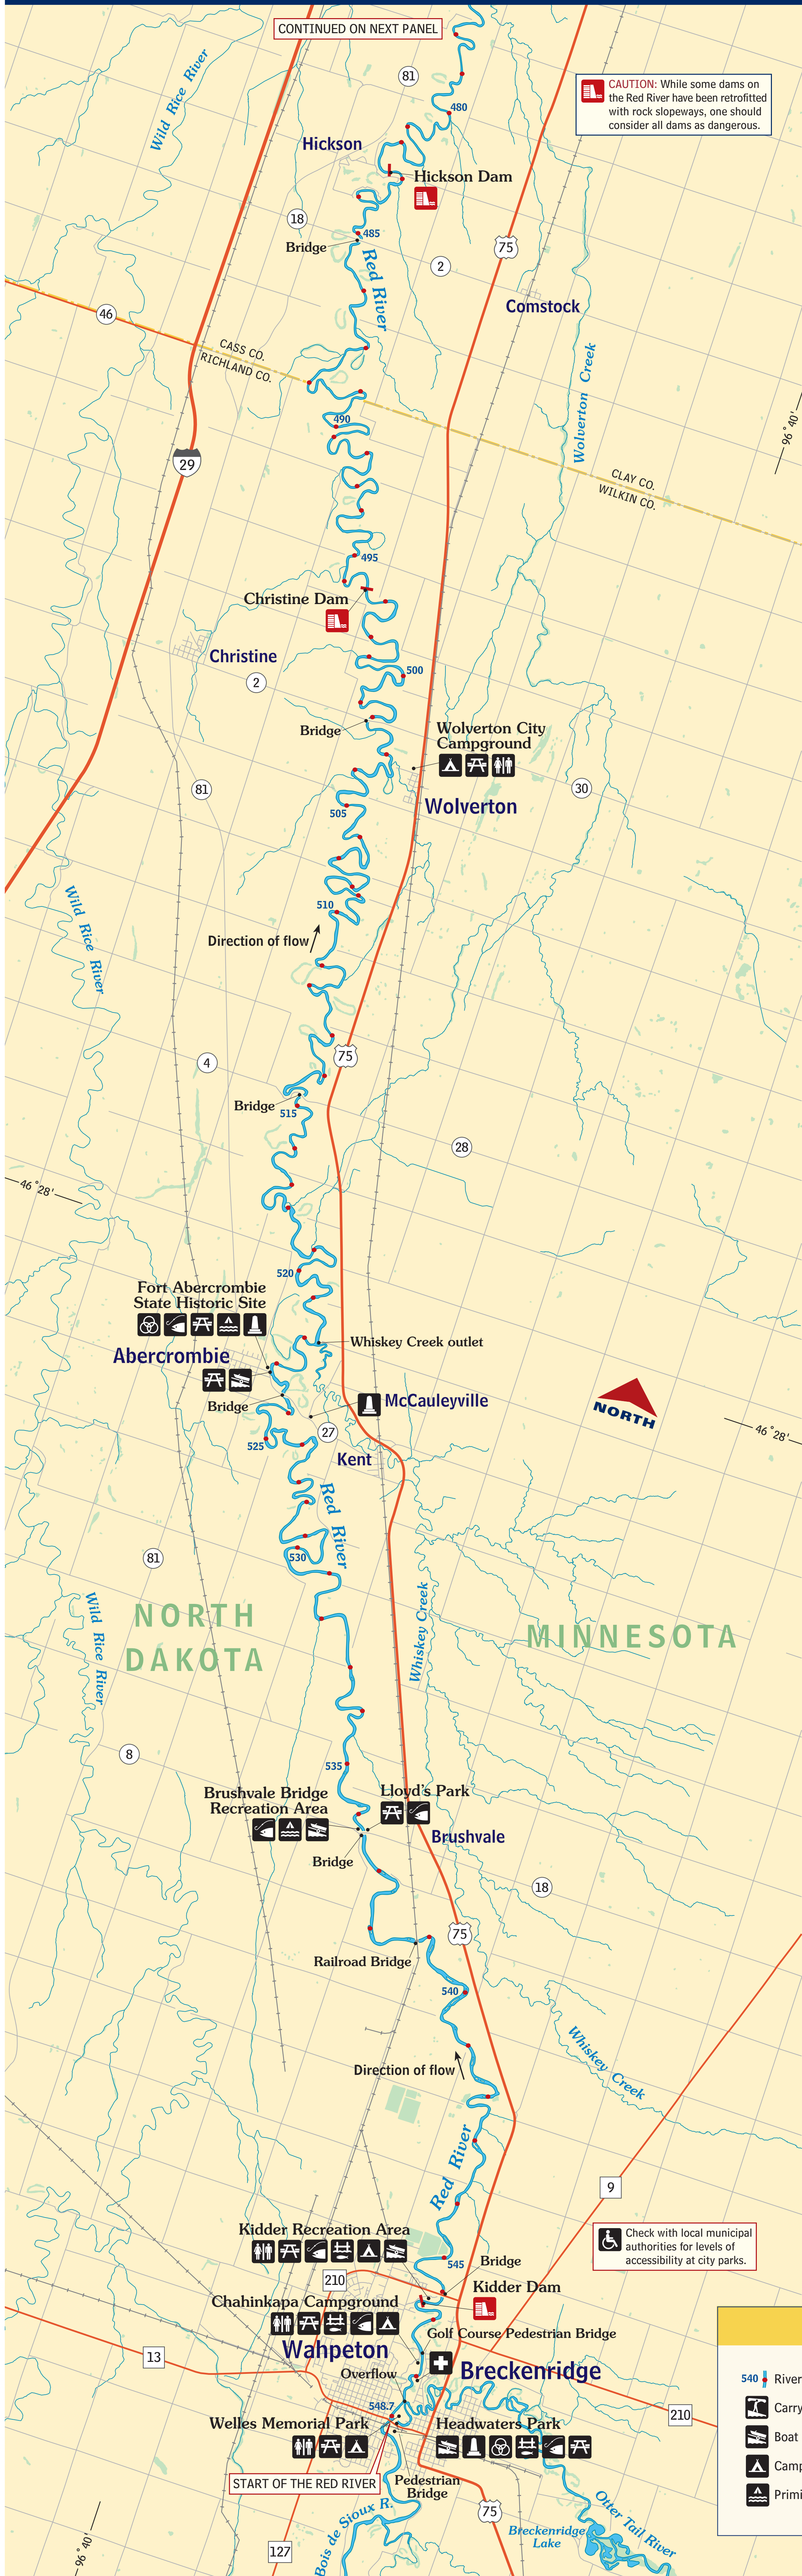 CONTINUED ON NEXT PANEL
81
Wild Rice River
CAUTION: While some dams on
the Red River have been retrofitted
with rock slopeways, one should
consider all dams as dangerous.
480
Hickson
Hickson Dam
18
485
Bridge
75
2
Red River
Comstock
46
CASS CO.
RICHLAND CO.
Wolverton Creek
490
96°40'
29
CLAY CO.
WILKIN CO.
495
Christine Dam
Christine
500
2
Bridge
Wolverton City
Campground
81
30
505
Wolverton
510
Wild Rice River
Direction of flow
75
4
Bridge
515
28
46°28'
520
Fort Abercrombie
State Historic Site
Whiskey Creek outlet
Abercrombie
McCauleyville
Bridge
NORTH
27
46°28'
525
Kent
Red River
81
530
NORTH
DAKOTA
MINNESOTA
Wild Rice River
Whiskey Creek
8
535
Brushvale Bridge
Recreation Area
Lloyd's Park
Brushvale
Bridge
18
75
Railroad Bridge
540
Whiskey Creek
Direction of flow
Red River
9
Kidder Recreation Area
Check with local municipal
authorities for levels of
accessibility at city parks.
545
Bridge
210
Kidder Dam
Chahinkapa Campground
Golf Course Pedestrian Bridge
13
Wahpeton
Breckenridge
Overflow
540
River
548.7
Carry
210
Welles Memorial Park
Headwaters Park
Boat
Camp
START OF THE RED RIVER
Pedestrian
Bridge
Primi
75
Bois de Sioux R.
Otter Tail River
Breckenridge
Lake
127
96°40'